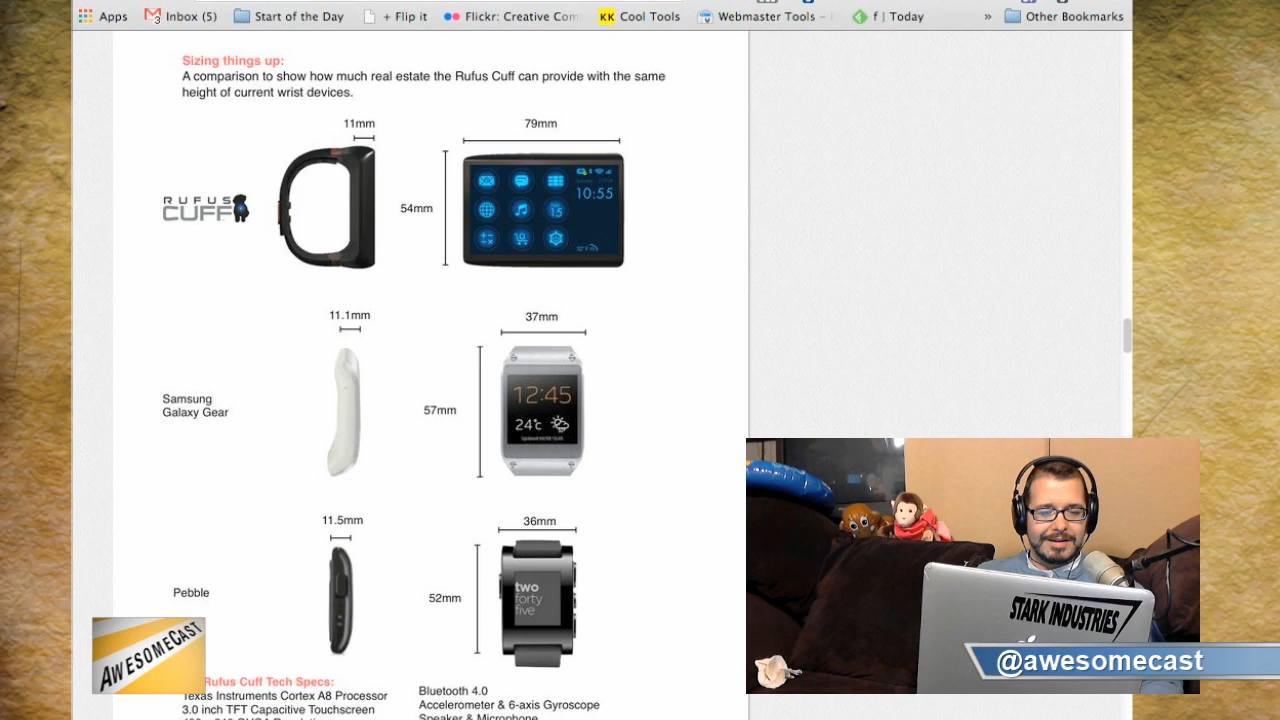 Apps
Inbox (5)
Start of the Day
+ Flip it
Flickr: Creative Com
KK Cool Tools
Webmaster Tools –
f | Today
»
Other Bookmarks
Sizing things up:
A comparison to show how much real estate the Rufus Cuff can provide with the same
height of current wrist devices.
11mm
79mm
RUFUS
CUFF
54mm
10:55
15
11.1mm
37mm
Samsung
Galaxy Gear
57mm
12:45
24°c
11.5mm
36mm
Pebble
52mm
two
forty
five
AWESOMECAST
Rufus Cuff Tech Specs:
Texas Instruments Cortex A8 Processor
3.0 inch TFT Capacitive Touchscreen
Bluetooth 4.0
Accelerometer & 6-axis Gyroscope
Speaker & Microphone
STARK INDUSTRIES
@awesomecast